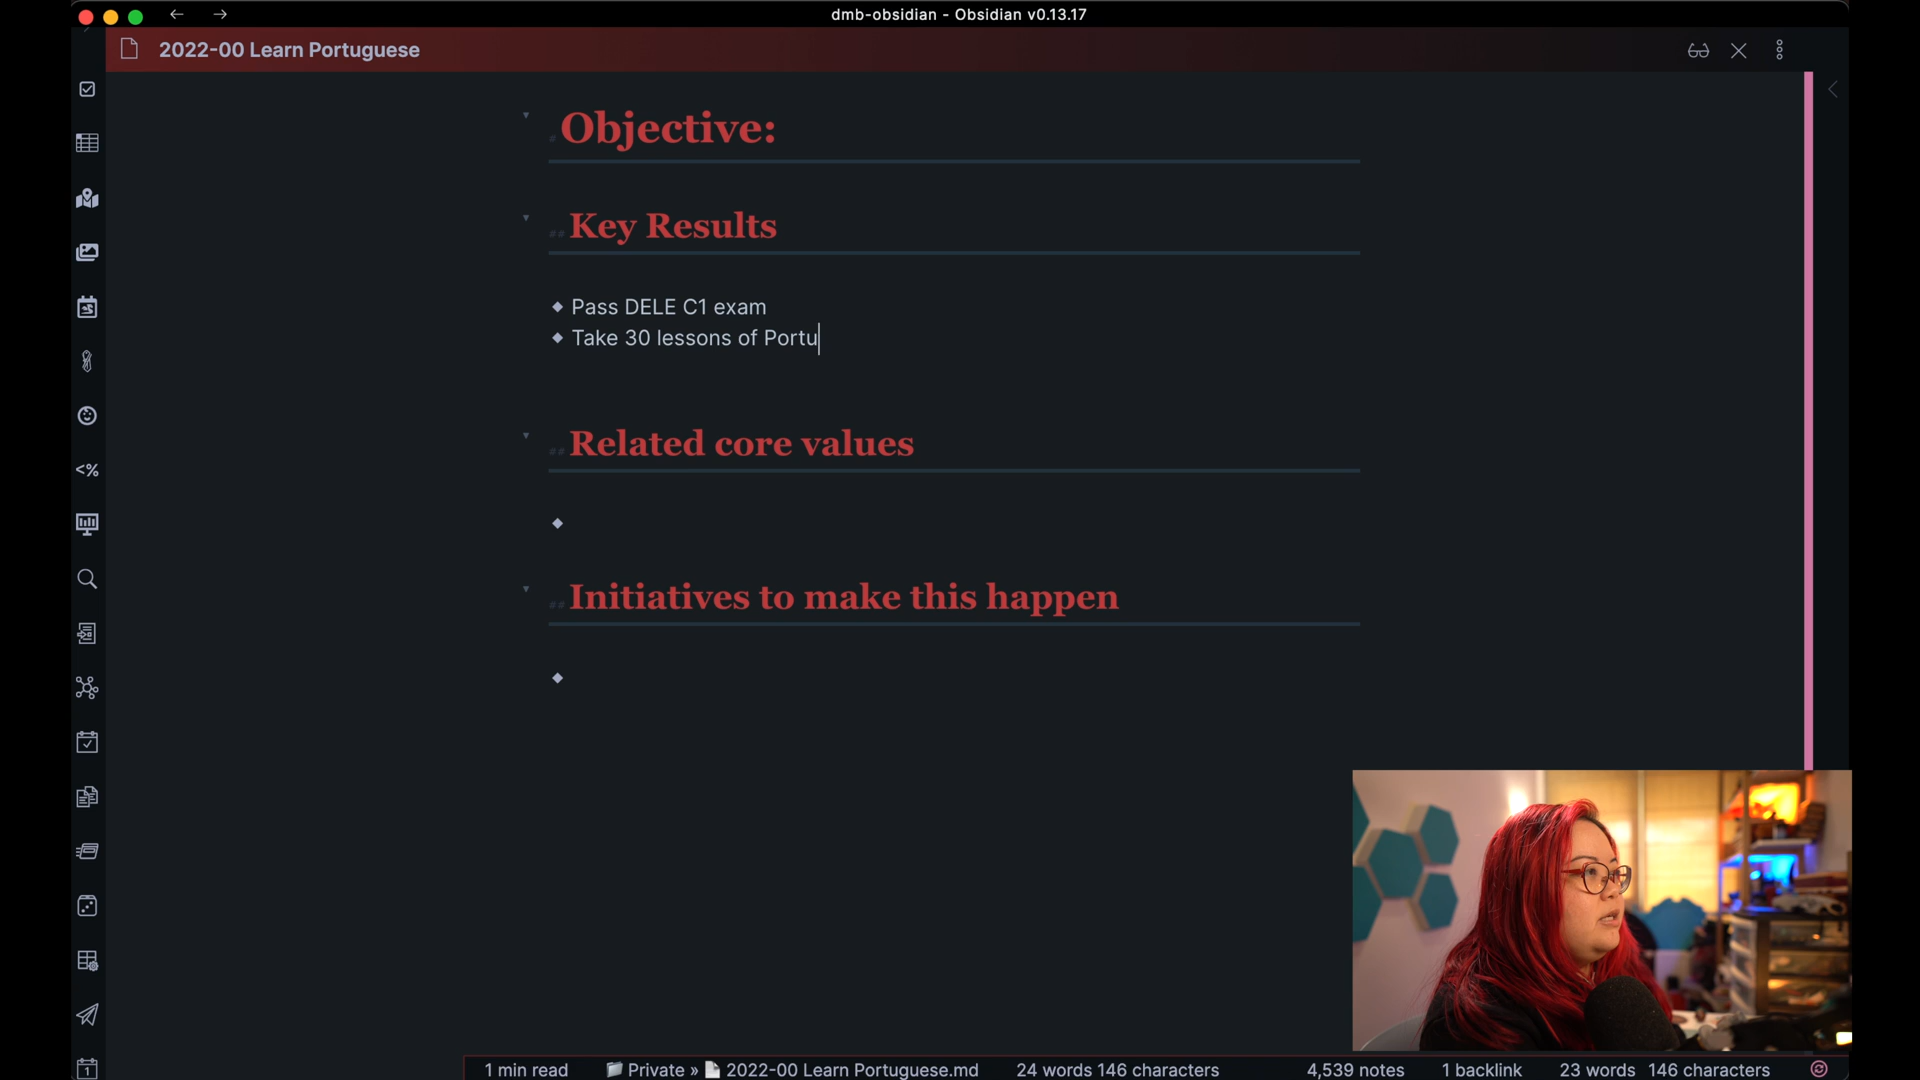 dmb-obsidian - Obsidian v0.13.17
2022-00 Learn Portuguese
# Objective:
## Key Results
Pass DELE C1 exam
Take 30 lessons of Portu
## Related core values
## Initiatives to make this happen
<%
1 min read Private » 2022-00 Learn Portuguese.md 24 words 146 characters 4,539 notes 1 backlink 23 words 146 characters
1